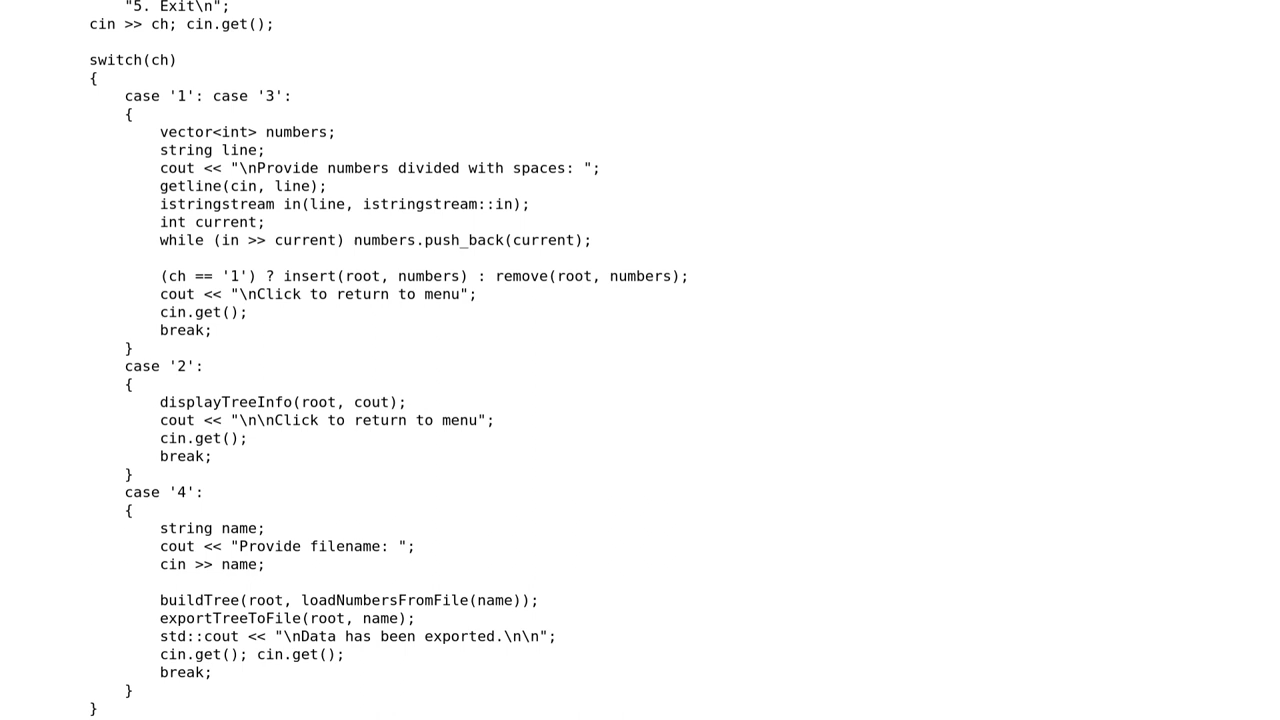 "5. Exit\n";
cin >> ch; cin.get();
switch(ch)
{
case '1': case '3':
{
vector<int> numbers;
string line;
cout << "\nProvide numbers divided with spaces: ";
getline(cin, line);
istringstream in(line, istringstream::in);
int current;
while (in >> current) numbers.push_back(current);
(ch == '1') ? insert(root, numbers) : remove(root, numbers);
cout << "\nClick to return to menu";
cin.get();
break;
}
case '2':
{
displayTreeInfo(root, cout);
cout << "\n\nClick to return to menu";
cin.get();
break;
}
case '4':
{
string name;
cout << "Provide filename: ";
cin >> name;
buildTree(root, loadNumbersFromFile(name));
exportTreeToFile(root, name);
std::cout << "\nData has been exported.\n\n";
cin.get(); cin.get();
break;
}
}